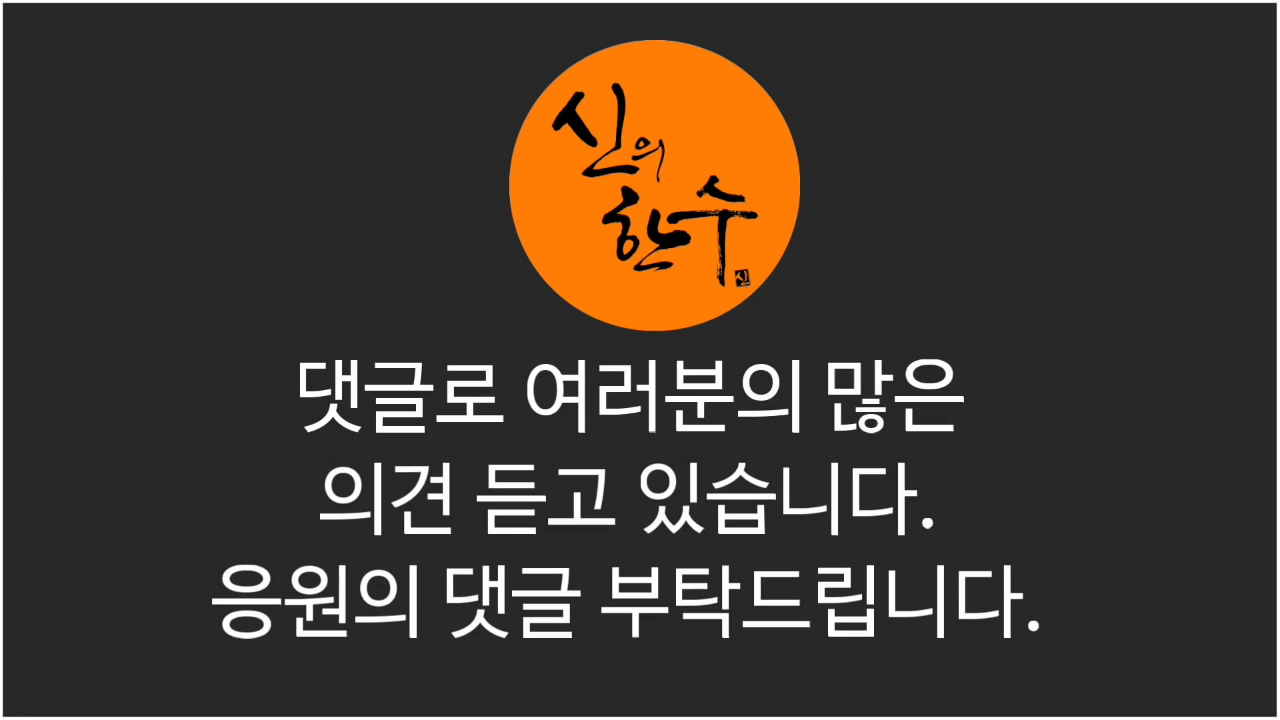 신의
한수
댓글로 여러분의 많은
의견 듣고 있습니다.
응원의 댓글 부탁드립니다.